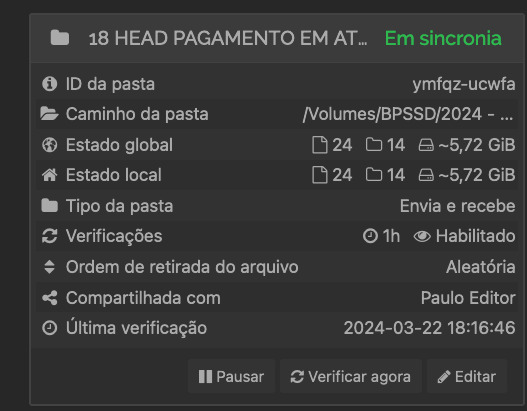 18 HEAD PAGAMENTO EM AT... Em sincronia
ID da pasta ymfqz-ucwfa
Caminho da pasta /Volumes/BPSSD/2024 - ...
Estado global 24 14 ~5,72 GiB
Estado local 24 14 ~5,72 GiB
Tipo da pasta Envia e recebe
Verificações 1h Habilitado
Ordem de retirada do arquivo Aleatória
Compartilhada com Paulo Editor
Última verificação 2024-03-22 18:16:46
Pausar Verificar agora Editar